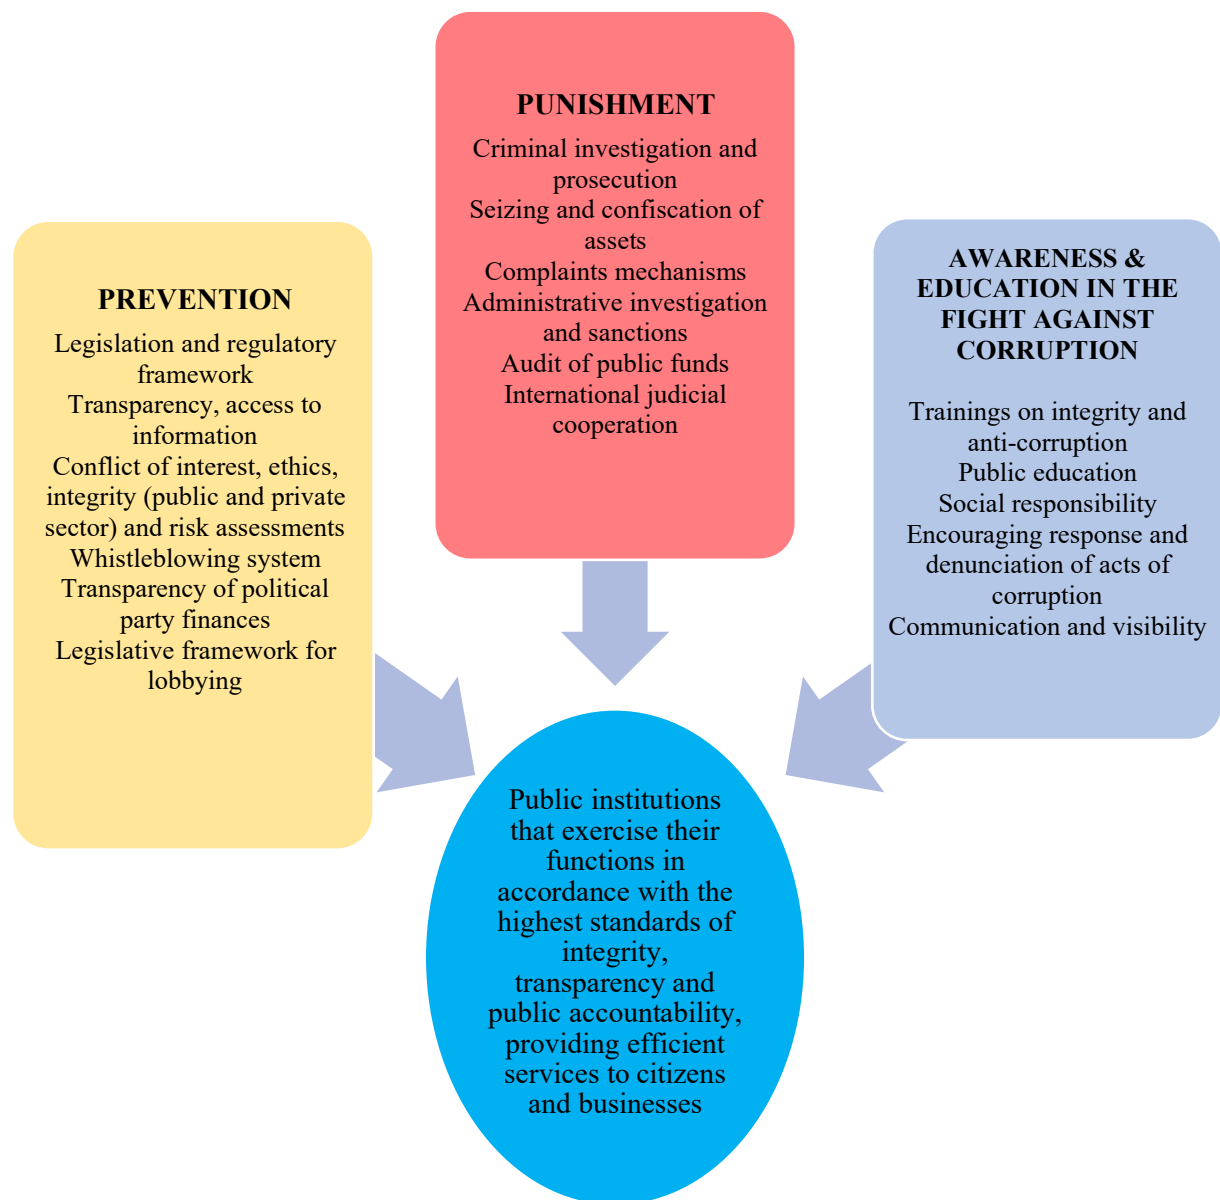 PUNISHMENT
Criminal investigation and
prosecution
Seizing and confiscation of
assets
Complaints mechanisms
Administrative investigation
and sanctions
Audit of public funds
International judicial
cooperation
PREVENTION
Legislation and regulatory
framework
Transparency, access to
information
Conflict of interest, ethics,
integrity (public and private
sector) and risk assessments
Whistleblowing system
Transparency of political
party finances
Legislative framework for
lobbying
AWARENESS &
EDUCATION IN THE
FIGHT AGAINST
CORRUPTION
Trainings on integrity and
anti-corruption
Public education
Social responsibility
Encouraging response and
denunciation of acts of
corruption
Communication and visibility
Public institutions
that exercise their
functions in
accordance with the
highest standards of
integrity,
transparency and
public accountability,
providing efficient
services to citizens
and businesses